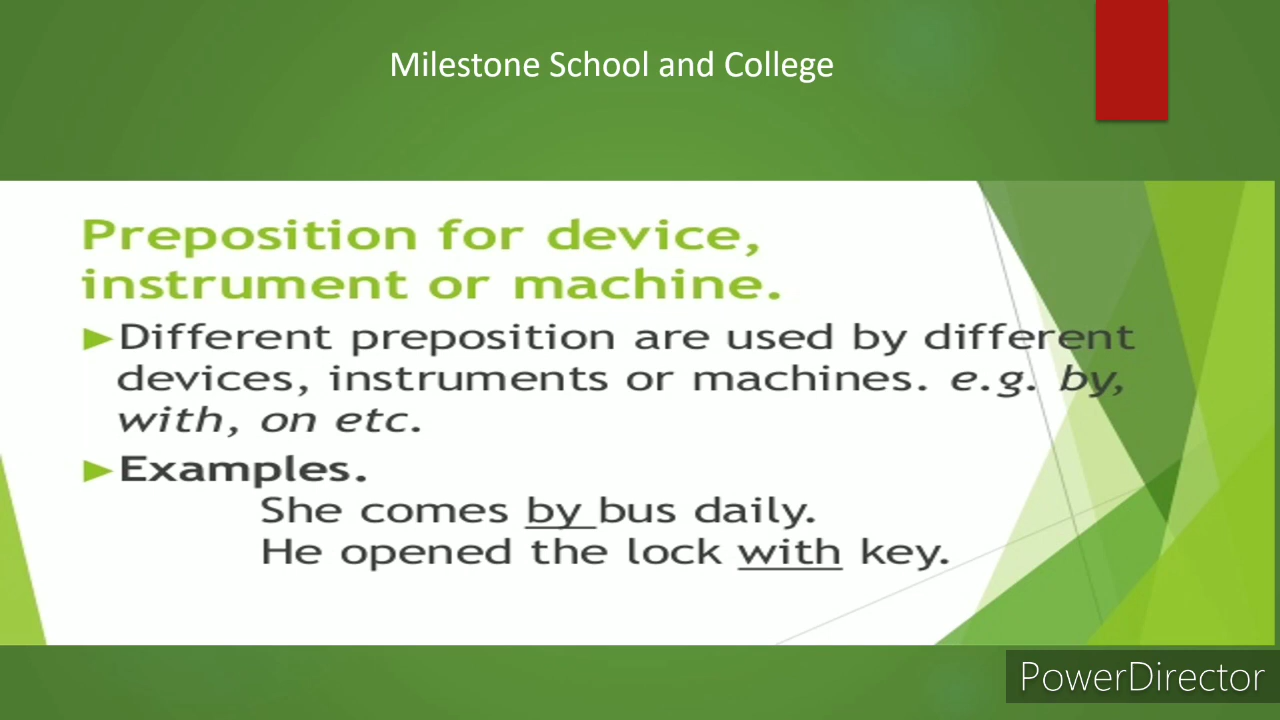 Milestone School and College
Preposition for device,
instrument or machine.
Different preposition are used by different
devices, instruments or machines. e.g. by,
with, on etc.
Examples.
She comes by bus daily.
He opened the lock with key.
PowerDirector